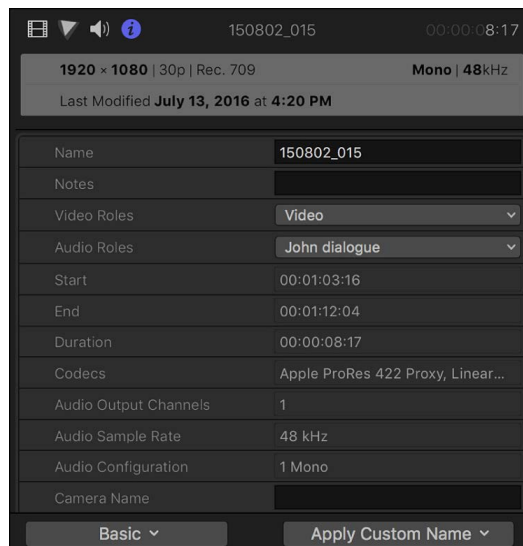 150802_015 00:00:08:17
1920 × 1080 | 30p | Rec. 709 Mono | 48kHz
Last Modified July 13, 2016 at 4:20 PM
Name 150802_015
Notes
Video Roles Video
Audio Roles John dialogue
Start 00:01:03:16
End 00:01:12:04
Duration 00:00:08:17
Codecs Apple ProRes 422 Proxy, Linear...
Audio Output Channels 1
Audio Sample Rate 48 kHz
Audio Configuration 1 Mono
Camera Name
Basic Apply Custom Name